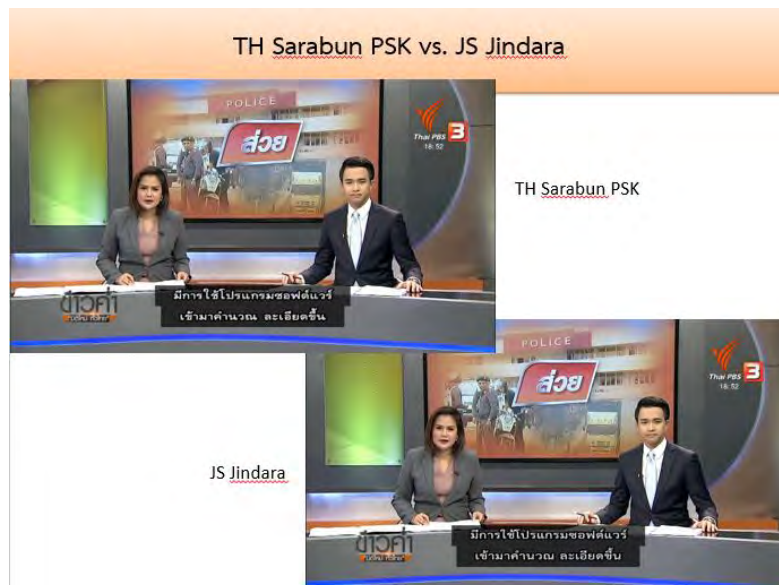 TH Sarabun PSK vs. JS Jindara
POLICE
ส่วย
Thai PBS 3
18:52
TH Sarabun PSK
ข่าวค่ำ
มีการใช้โปรแกรมซอฟต์แวร์
เข้ามาคำนวณ ละเอียดขึ้น
POLICE
ส่วย
Thai PBS 3
18:52
JS Jindara
ข่าวค่ำ
มีการใช้โปรแกรมซอฟต์แวร์
เข้ามาคำนวณ ละเอียดขึ้น